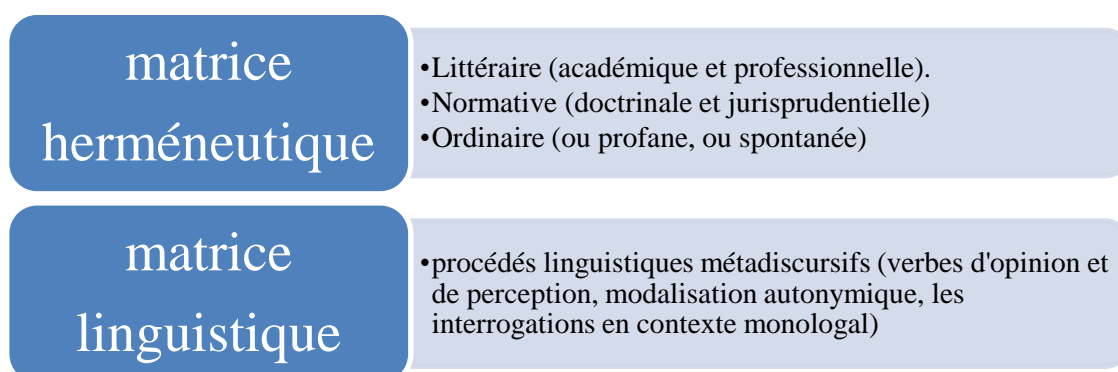 matrice
herméneutique
•Littéraire (académique et professionnelle).
•Normative (doctrinale et jurisprudentielle)
•Ordinaire (ou profane, ou spontanée)
matrice
linguistique
•procédés linguistiques métadiscursifs (verbes d'opinion et
de perception, modalisation autonymique, les
interrogations en contexte monologal)